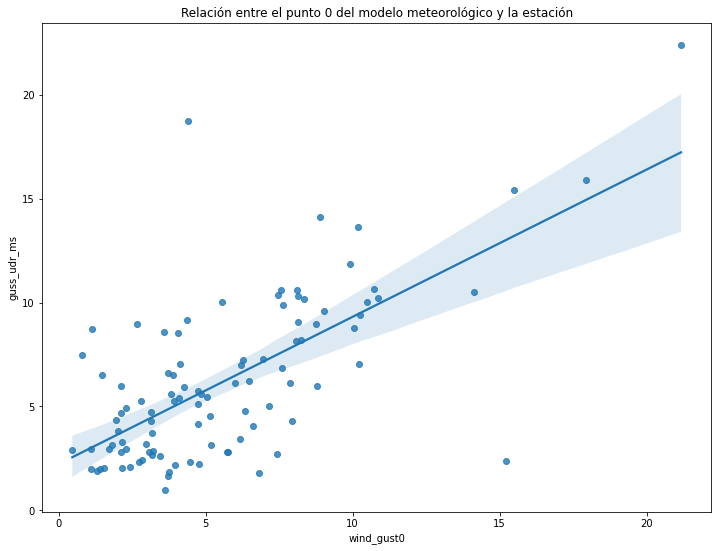 Relación entre el punto 0 del modelo meteorológico y la estación
20
15
10
5
0
guss_udr_ms
0 5 10 15 20
wind_gust0